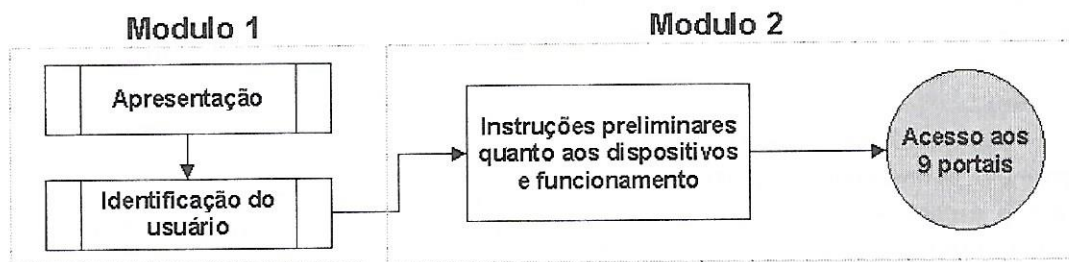 Modulo 1
Modulo 2
Apresentação
Identificação do
usuário
Instruções preliminares
quanto aos dispositivos
e funcionamento
Acesso aos
9 portais